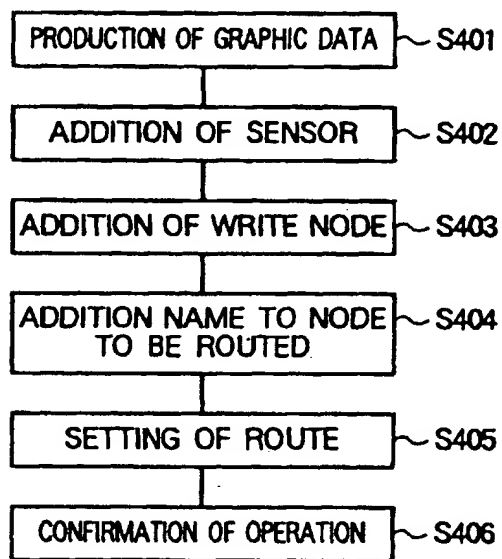 PRODUCTION OF GRAPHIC DATA S401
ADDITION OF SENSOR S402
ADDITION OF WRITE NODE S403
ADDITION NAME TO NODE S404
TO BE ROUTED
SETTING OF ROUTE S405
CONFIRMATION OF OPERATION S406